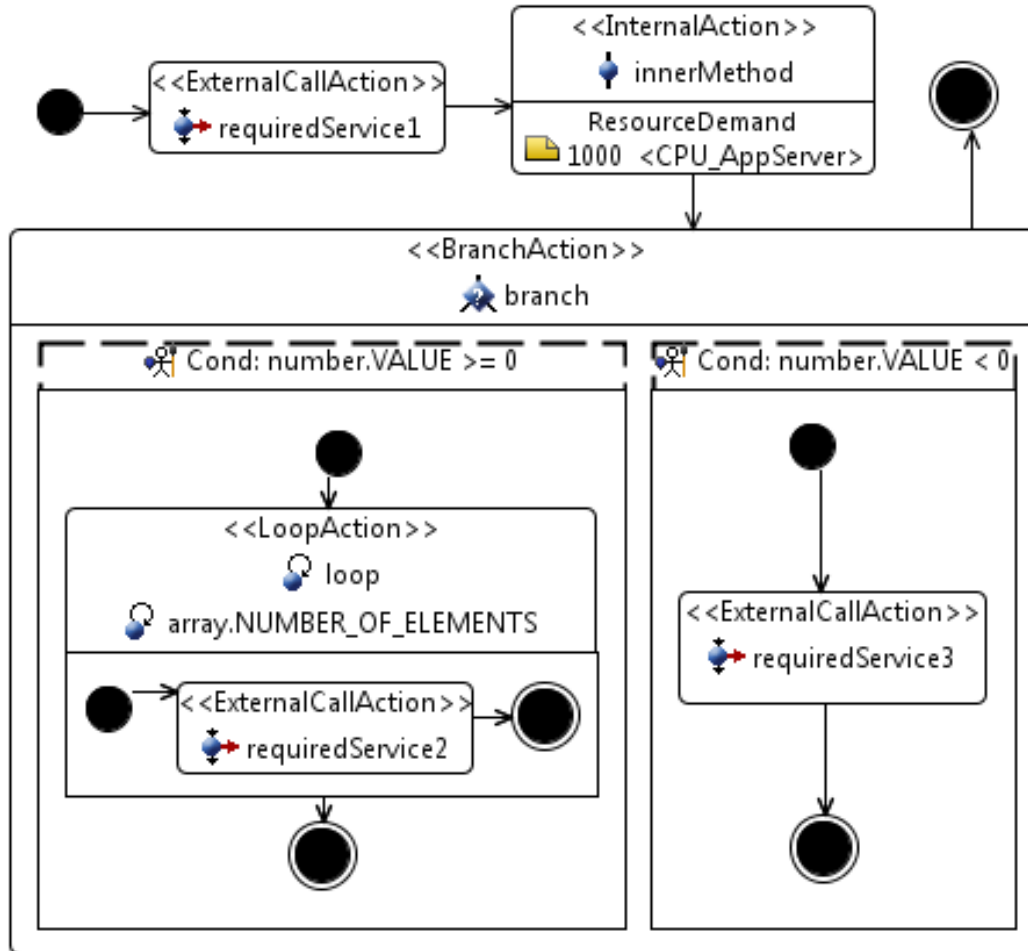 <<ExternalCallAction>>
requiredService1
<<InternalAction>>
innerMethod
ResourceDemand
1000 <CPU_AppServer>
<<BranchAction>>
? branch
Cond: number.VALUE >= 0
<<LoopAction>>
loop
array.NUMBER_OF_ELEMENTS
<<ExternalCallAction>>
requiredService2
Cond: number.VALUE < 0
<<ExternalCallAction>>
requiredService3